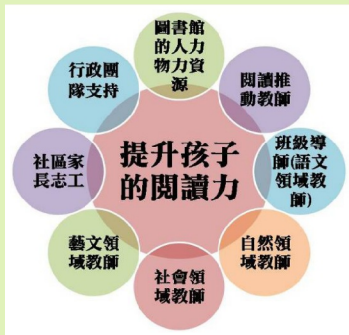 圖書館
的人力
物力資
源
閱讀推
動教師
班級導
師(語文
領域教
師)
自然領
域教師
社會領
域教師
藝文領
域教師
社區家
長志工
行政團
隊支持
提升孩子
的閱讀力